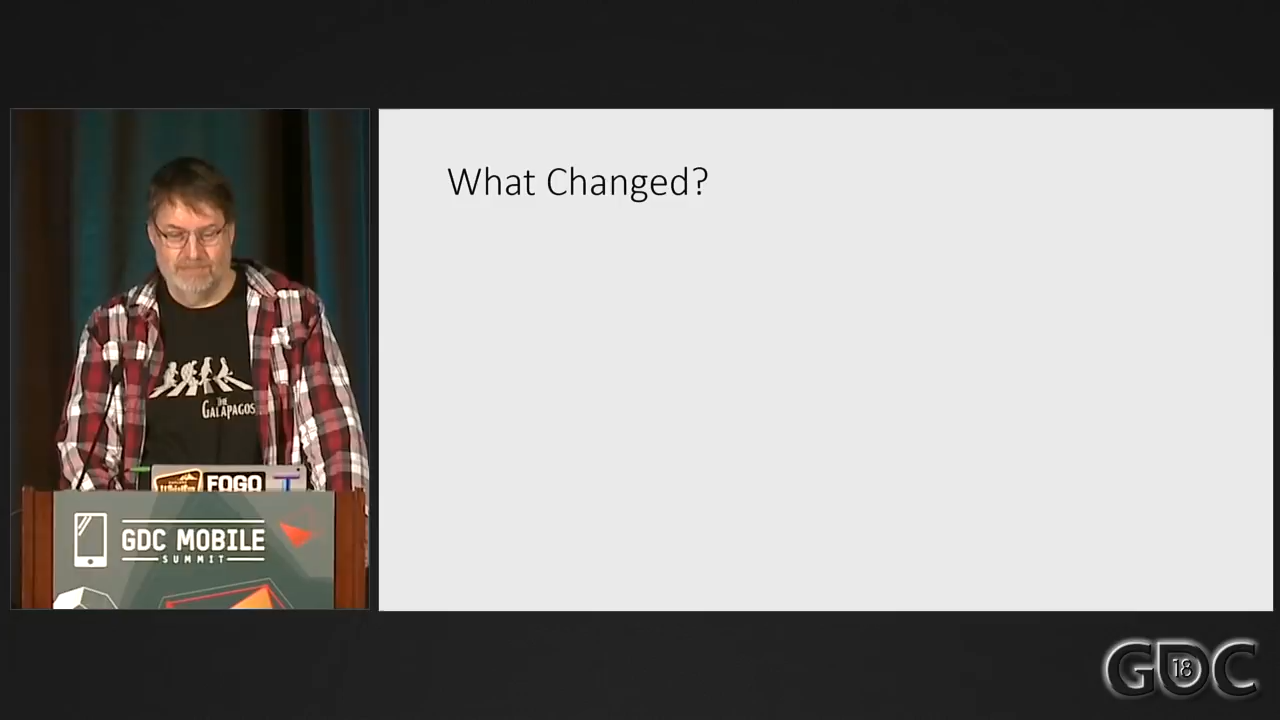 What Changed?
THE
GALAPAGOS
FOGO
T
GDC MOBILE
SUMMIT
GDC
18